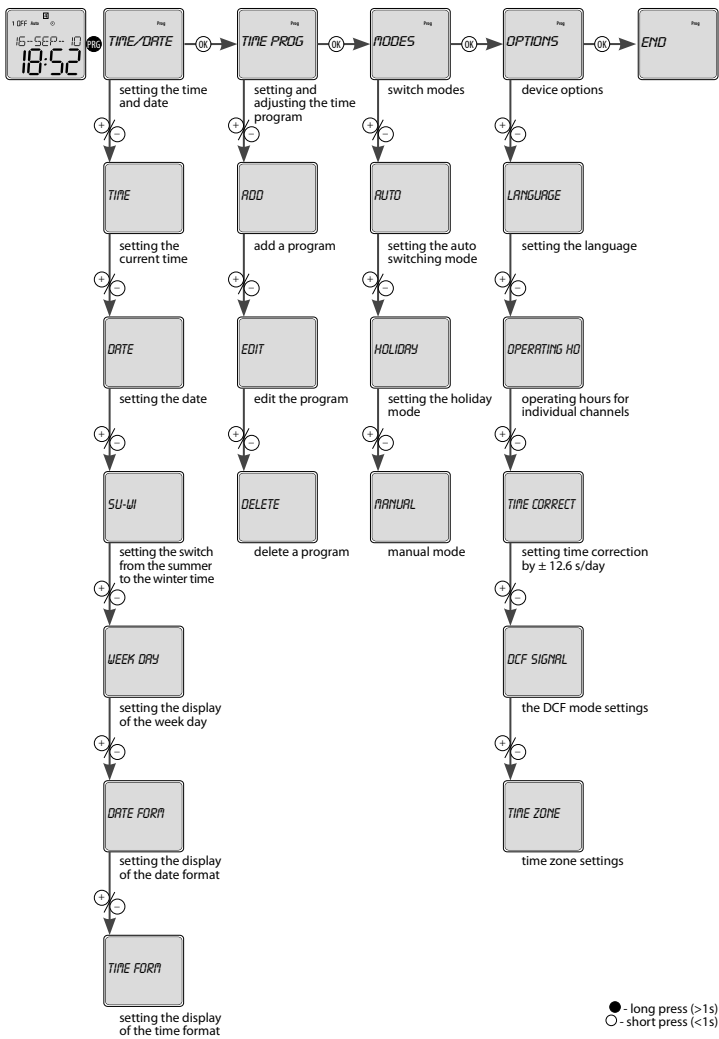 1 OFF Auto
16-SEP-10
18:52
PRG
Prog
TIME/DATE
OK
Prog
TIME PROG
OK
Prog
MODES
OK
Prog
OPTIONS
OK
Prog
END
setting the time
and date
setting and
adjusting the time
program
switch modes
device options
+ −
+ −
+ −
+ −
TIME
ADD
AUTO
LANGUAGE
setting the
current time
add a program
setting the auto
switching mode
setting the language
+ −
+ −
+ −
+ −
DATE
EDIT
HOLIDAY
OPERATING HO
setting the date
edit the program
setting the holiday
mode
operating hours for
individual channels
+ −
+ −
+ −
+ −
SU-WI
DELETE
MANUAL
TIME CORRECT
setting the switch
from the summer
to the winter time
delete a program
manual mode
setting time correction
by ± 12.6 s/day
+ −
+ −
WEEK DAY
DCF SIGNAL
setting the display
of the week day
the DCF mode settings
+ −
+ −
DATE FORM
TIME ZONE
setting the display
of the date format
time zone settings
+ −
TIME FORM
setting the display
of the time format
- long press (>1s)
- short press (<1s)